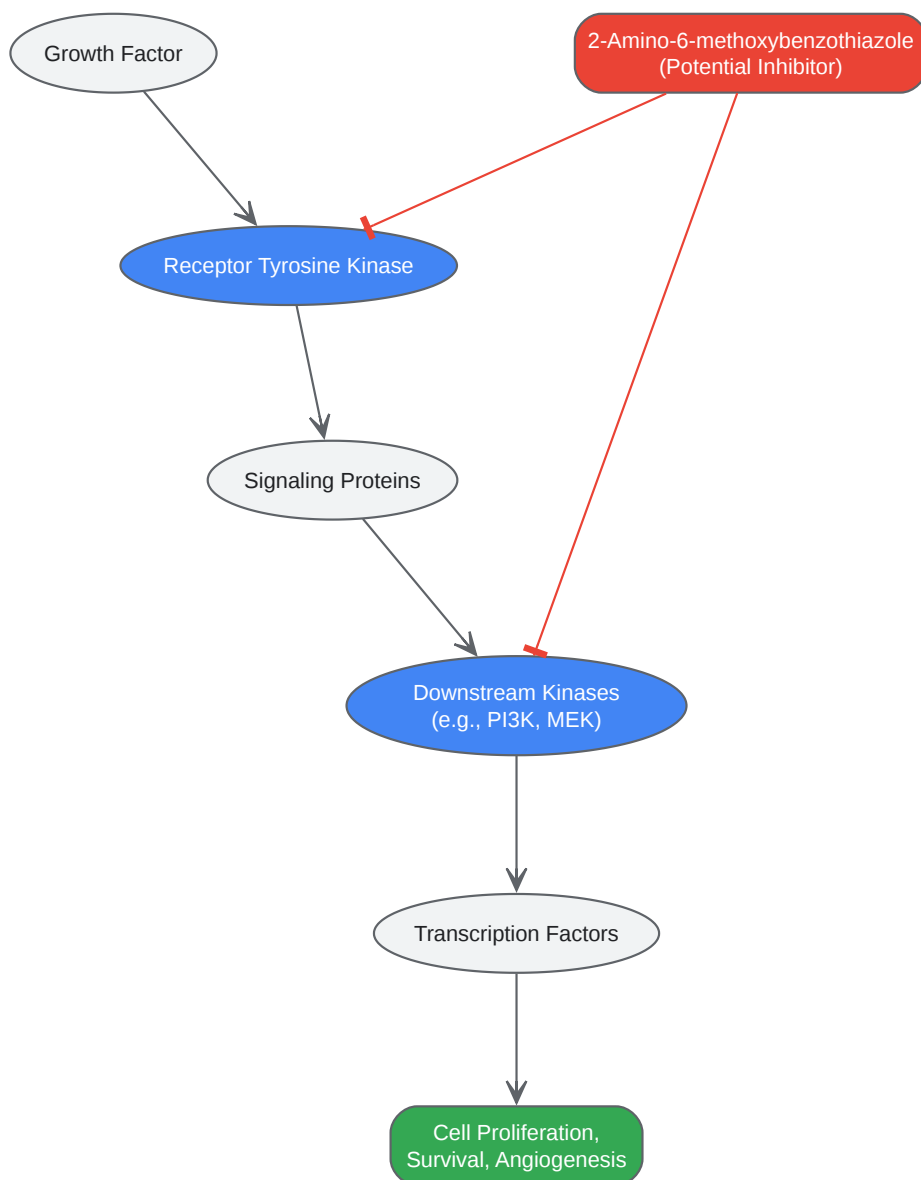 Growth Factor
2-Amino-6-methoxybenzothiazole
(Potential Inhibitor)
Receptor Tyrosine Kinase
Signaling Proteins
Downstream Kinases
(e.g., PI3K, MEK)
Transcription Factors
Cell Proliferation,
Survival, Angiogenesis